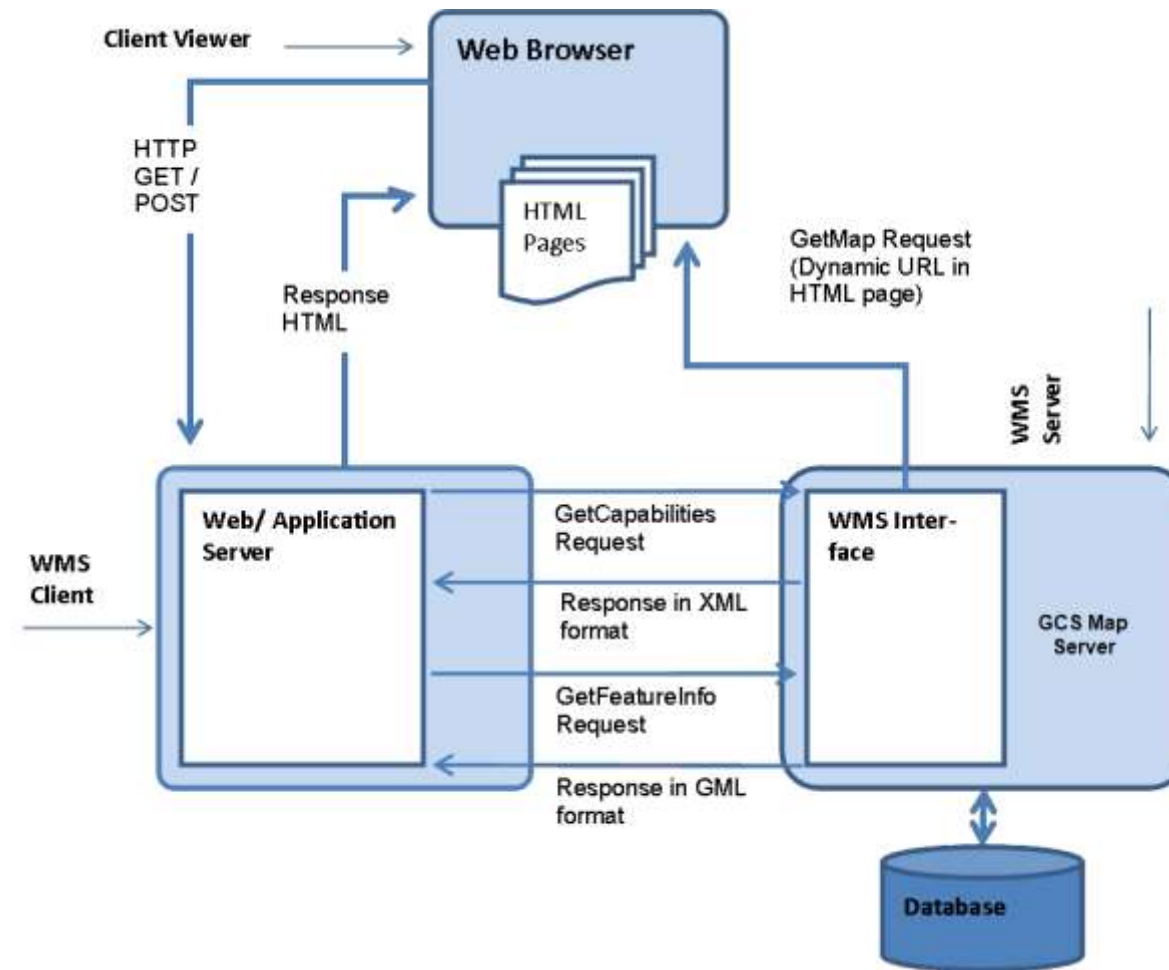 Client Viewer
Web Browser
HTTP
GET /
POST
HTML
Pages
Response
HTML
GetMap Request
(Dynamic URL in
HTML page)
WMS
Server
Web/ Application
Server
WMS
Client
GetCapabilities
Request
Response in XML
format
GetFeatureInfo
Request
Response in GML
format
WMS Inter-
face
GCS Map
Server
Database